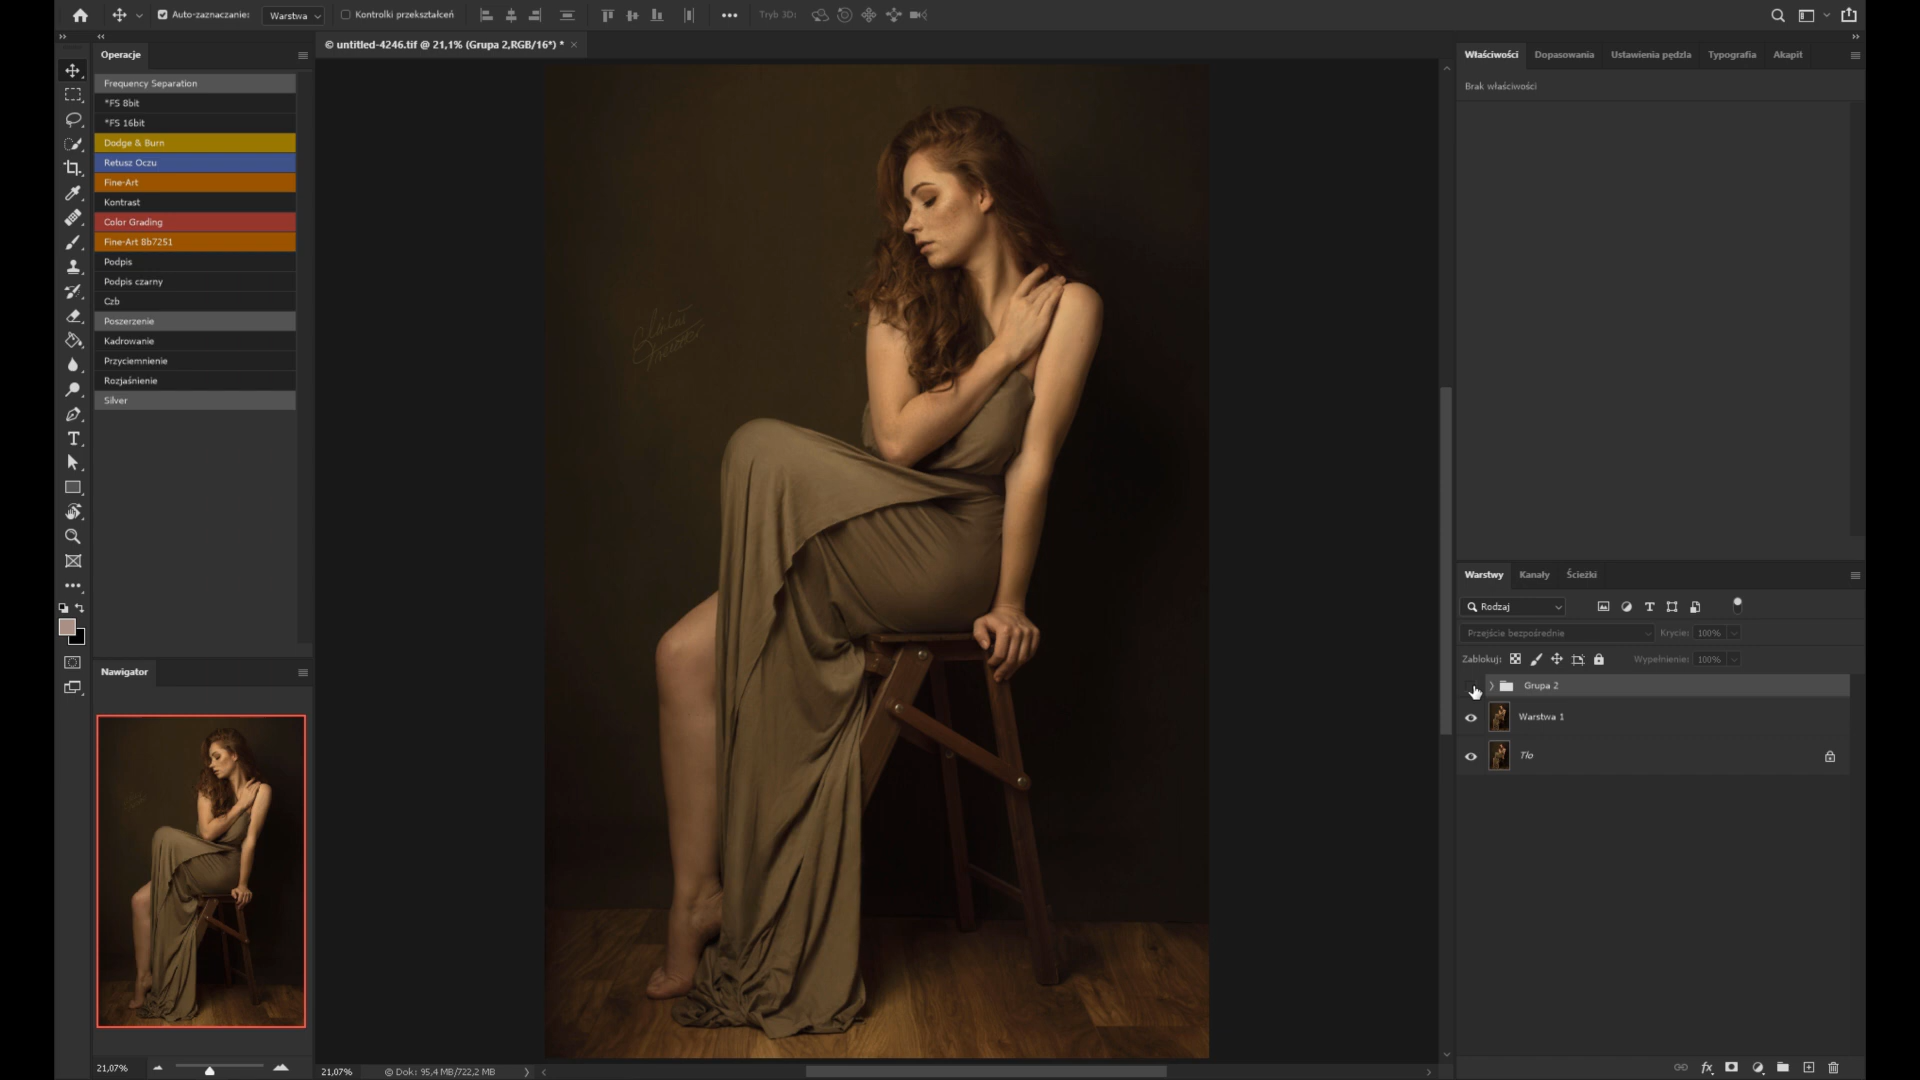 Auto-zaznaczanie: Warstwa Kontrolki przekształceń Tryb 3D:
Operacje
© untitled-4246.tif @ 21,1% (Grupa 2,RGB/16*) * ×
Frequency Separation
*FS 8bit
*FS 16bit
Dodge & Burn
Retusz Oczu
Fine-Art
Kontrast
Color Grading
Fine-Art 8b7251
Podpis
Podpis czarny
Czb
Poszerzenie
Kadrowanie
Przyciemnienie
Rozjaśnienie
Silver
Nawigator
21,07%
21,07% © Dok: 95,4 MB/722,2 MB
Właściwości Dopasowania Ustawienia pędzla Typografia Akapit
Brak właściwości
Warstwy Kanały Ścieżki
Rodzaj
Przejście bezpośrednie Krycie: 100%
Zablokuj: Wypełnienie: 100%
Grupa 2
Warstwa 1
Tło